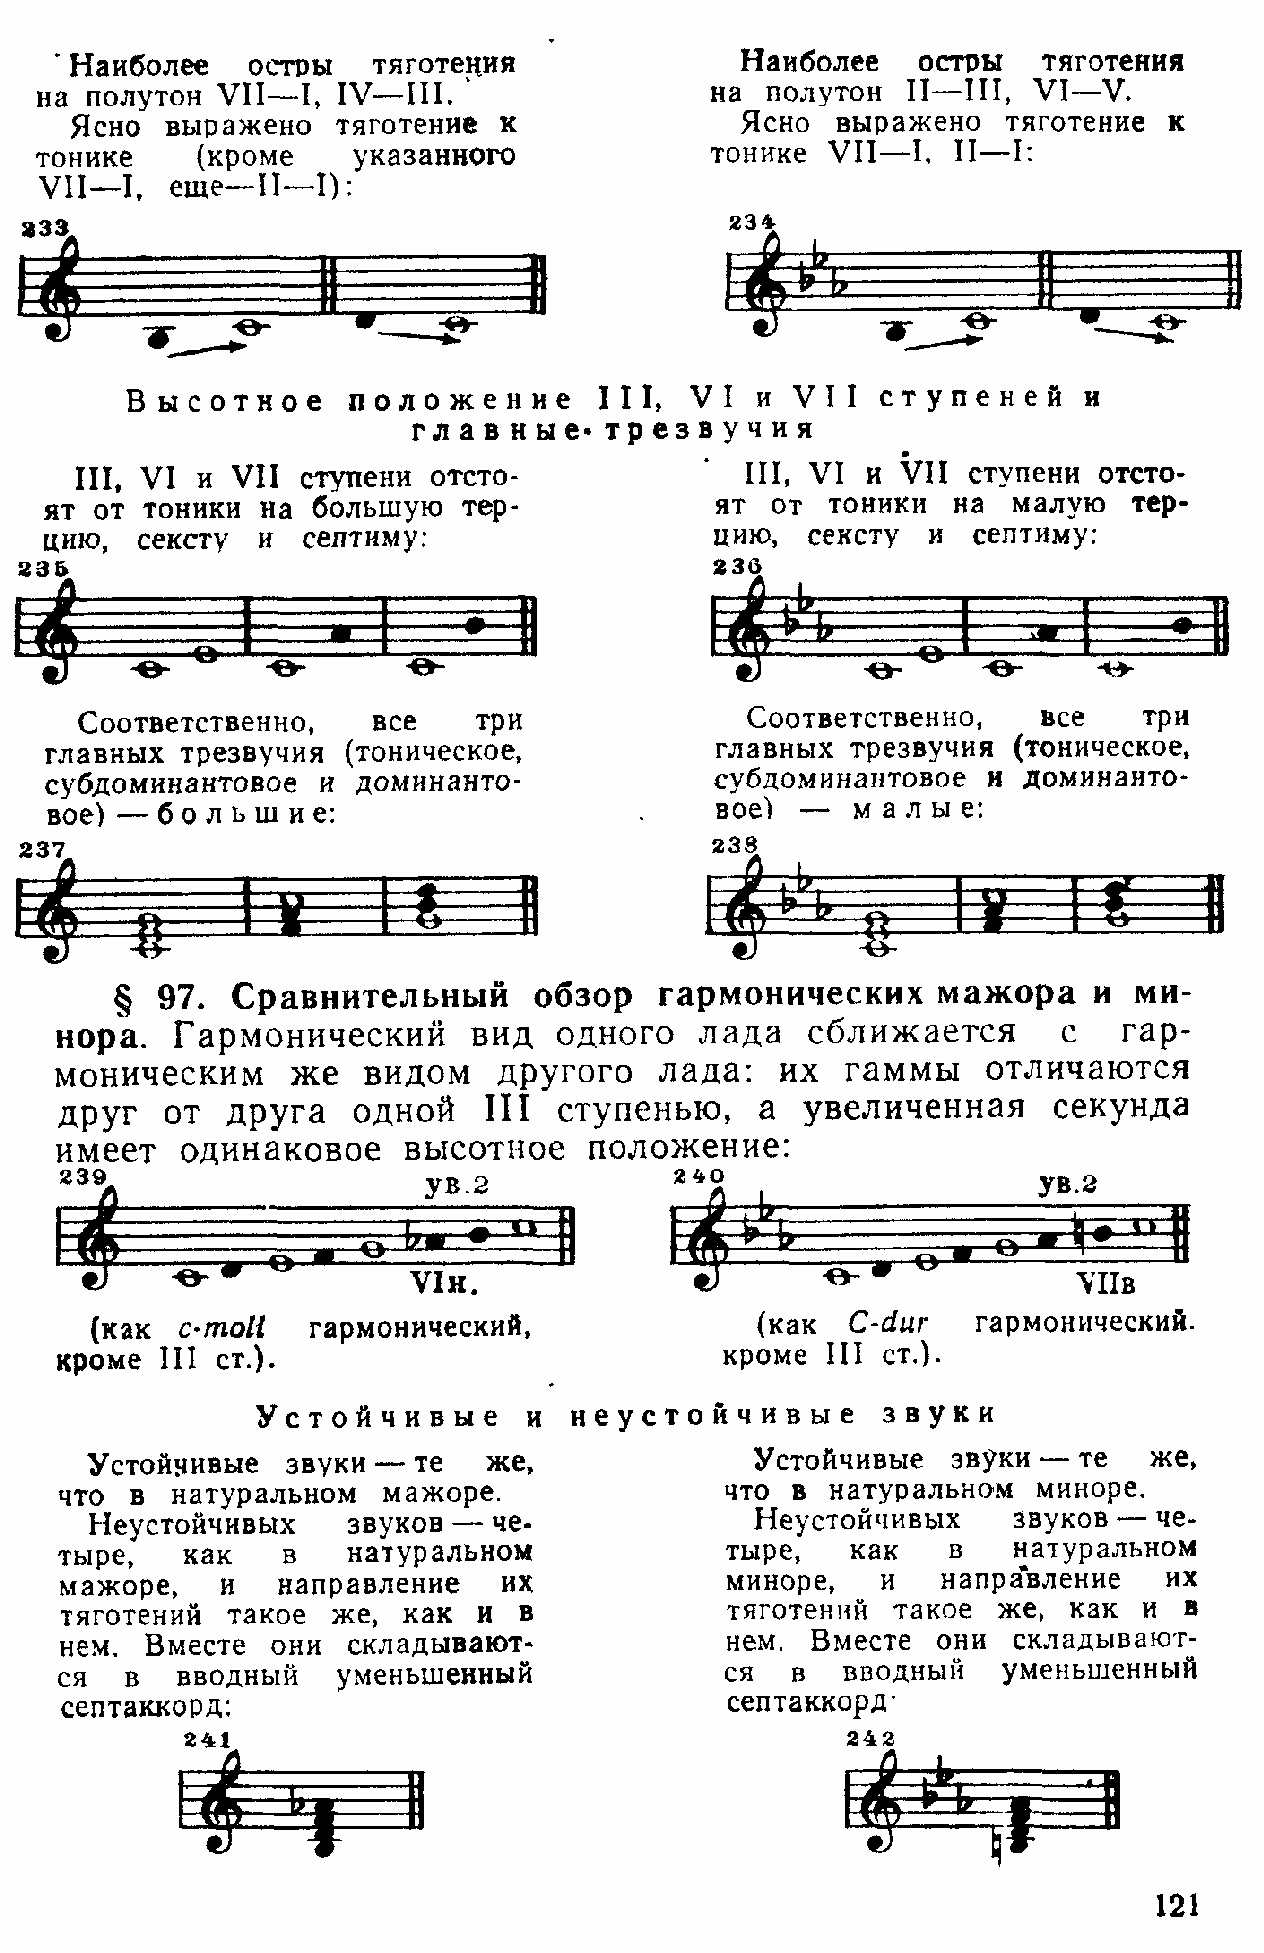 Наиболее остры тяготения
на полутон VII—I, IV—III.
Ясно выражено тяготение к
тонике (кроме указанного
VII—I, еще—II—I):
233
Наиболее остры тяготения
на полутон II—III, VI—V.
Ясно выражено тяготение к
тонике VII—I, II—I:
234
Высотное положение III, VI и VII ступеней и
главные трезвучия
III, VI и VII ступени отсто-
ят от тоники на большую тер-
цию, сексту и септиму:
235
III, VI и VII ступени отсто-
ят от тоники на малую тер-
цию, сексту и септиму:
236
Соответственно, все три
главных трезвучия (тоническое,
субдоминантовое и доминанто-
вое) — большие:
237
Соответственно, все три
главных трезвучия (тоническое,
субдоминантовое и доминанто-
вое) — малые:
238
§ 97. Сравнительный обзор гармонических мажора и ми-
нора. Гармонический вид одного лада сближается с гар-
моническим же видом другого лада: их гаммы отличаются
друг от друга одной III ступенью, а увеличенная секунда
имеет одинаковое высотное положение:
239
ув.2
VIн.
(как c-moll гармонический,
кроме III ст.).
240
ув.2
VIIв
(как C-dur гармонический.
кроме III ст.).
Устойчивые и неустойчивые звуки
Устойчивые звуки — те же,
что в натуральном мажоре.
Неустойчивых звуков — че-
тыре, как в натуральном
мажоре, и направление их
тяготений такое же, как и в
нем. Вместе они складывают-
ся в вводный уменьшенный
септаккорд:
241
Устойчивые звуки — те же,
что в натуральном миноре.
Неустойчивых звуков — че-
тыре, как в натуральном
миноре, и направление их
тяготений такое же, как и в
нем. Вместе они складывают-
ся в вводный уменьшенный
септаккорд:
242
121